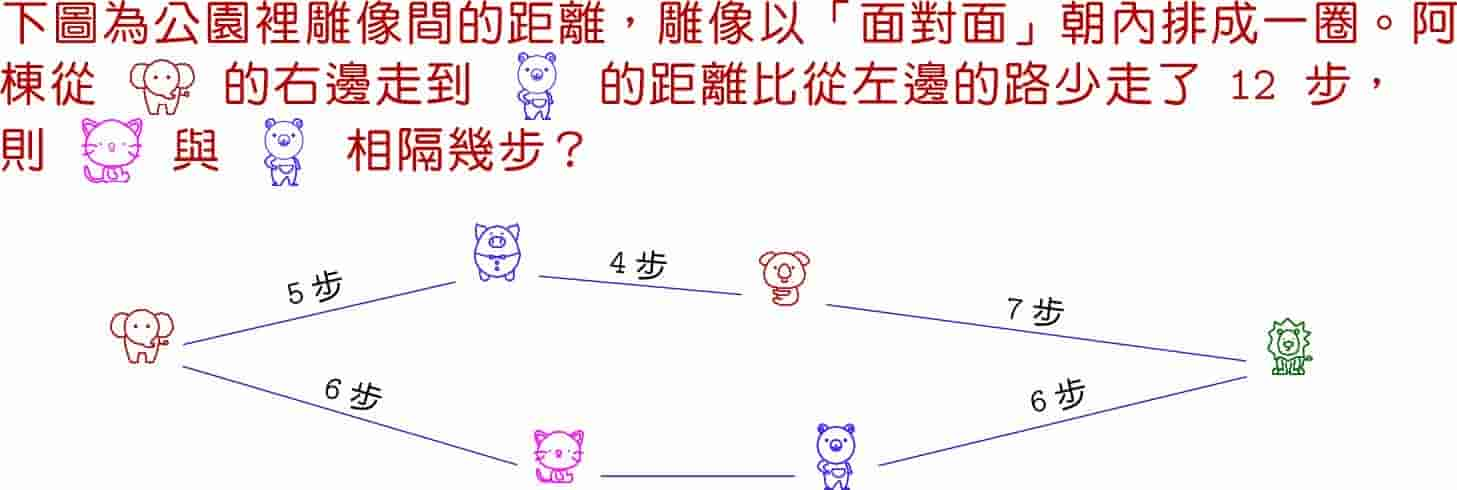 下圖為公園裡雕像間的距離，雕像以「面對面」朝內排成一圈。阿
棟從 的右邊走到 的距離比從左邊的路少走了 12 步，
則 與 相隔幾步？
5 步
4 步
7 步
6 步
6 步